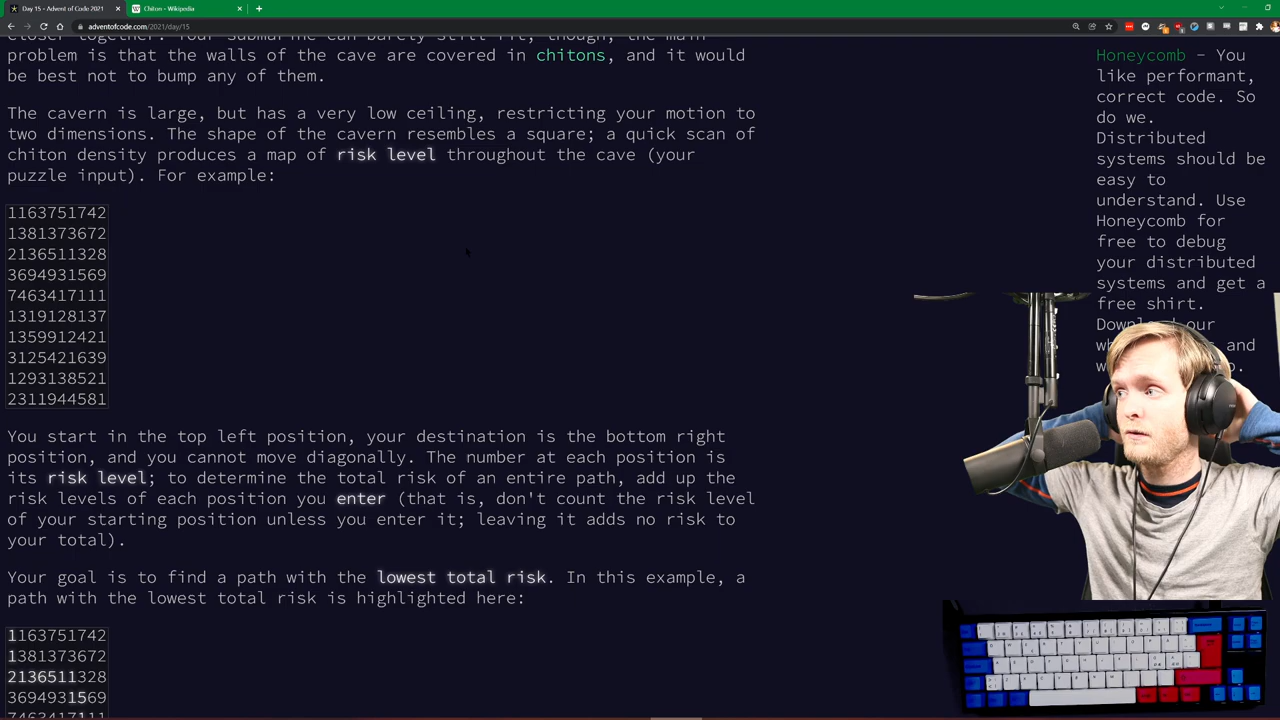 Day 15 - Advent of Code 2021
Chiton - Wikipedia
adventofcode.com/2021/day/15
problem is that the walls of the cave are covered in chitons, and it would
be best not to bump any of them.
The cavern is large, but has a very low ceiling, restricting your motion to
two dimensions. The shape of the cavern resembles a square; a quick scan of
chiton density produces a map of risk level throughout the cave (your
puzzle input). For example:
1163751742
1381373672
2136511328
3694931569
7463417111
1319128137
1359912421
3125421639
1293138521
2311944581
You start in the top left position, your destination is the bottom right
position, and you cannot move diagonally. The number at each position is
its risk level; to determine the total risk of an entire path, add up the
risk levels of each position you enter (that is, don't count the risk level
of your starting position unless you enter it; leaving it adds no risk to
your total).
Your goal is to find a path with the lowest total risk. In this example, a
path with the lowest total risk is highlighted here:
1163751742
1381373672
2136511328
3694931569
7463417111
Honeycomb - You
like performant,
correct code. So
do we.
Distributed
systems should be
easy to
understand. Use
Honeycomb for
free to debug
your distributed
systems and get a
free shirt.
our
and